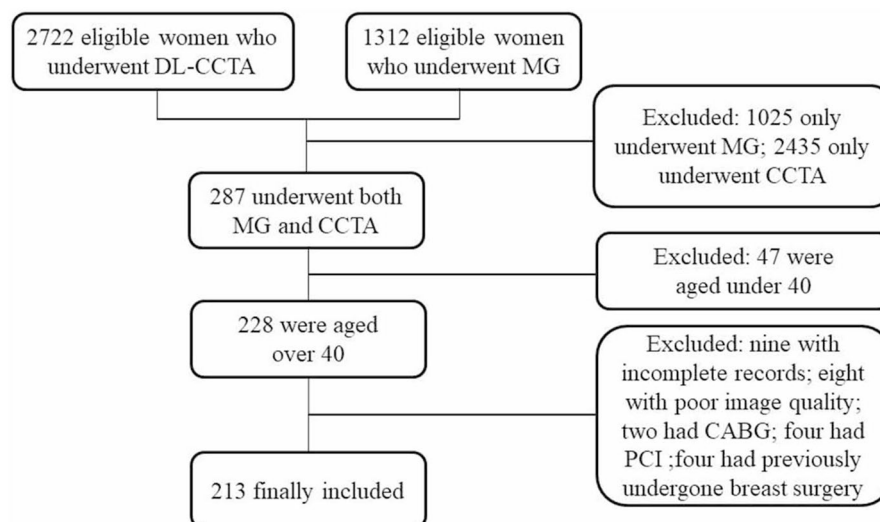 2722 eligible women who
underwent DL-CCTA
1312 eligible women
who underwent MG
Excluded: 1025 only
underwent MG; 2435 only
underwent CCTA
287 underwent both
MG and CCTA
Excluded: 47 were
aged under 40
228 were aged
over 40
Excluded: nine with
incomplete records; eight
with poor image quality;
two had CABG; four had
PCI ;four had previously
undergone breast surgery
213 finally included